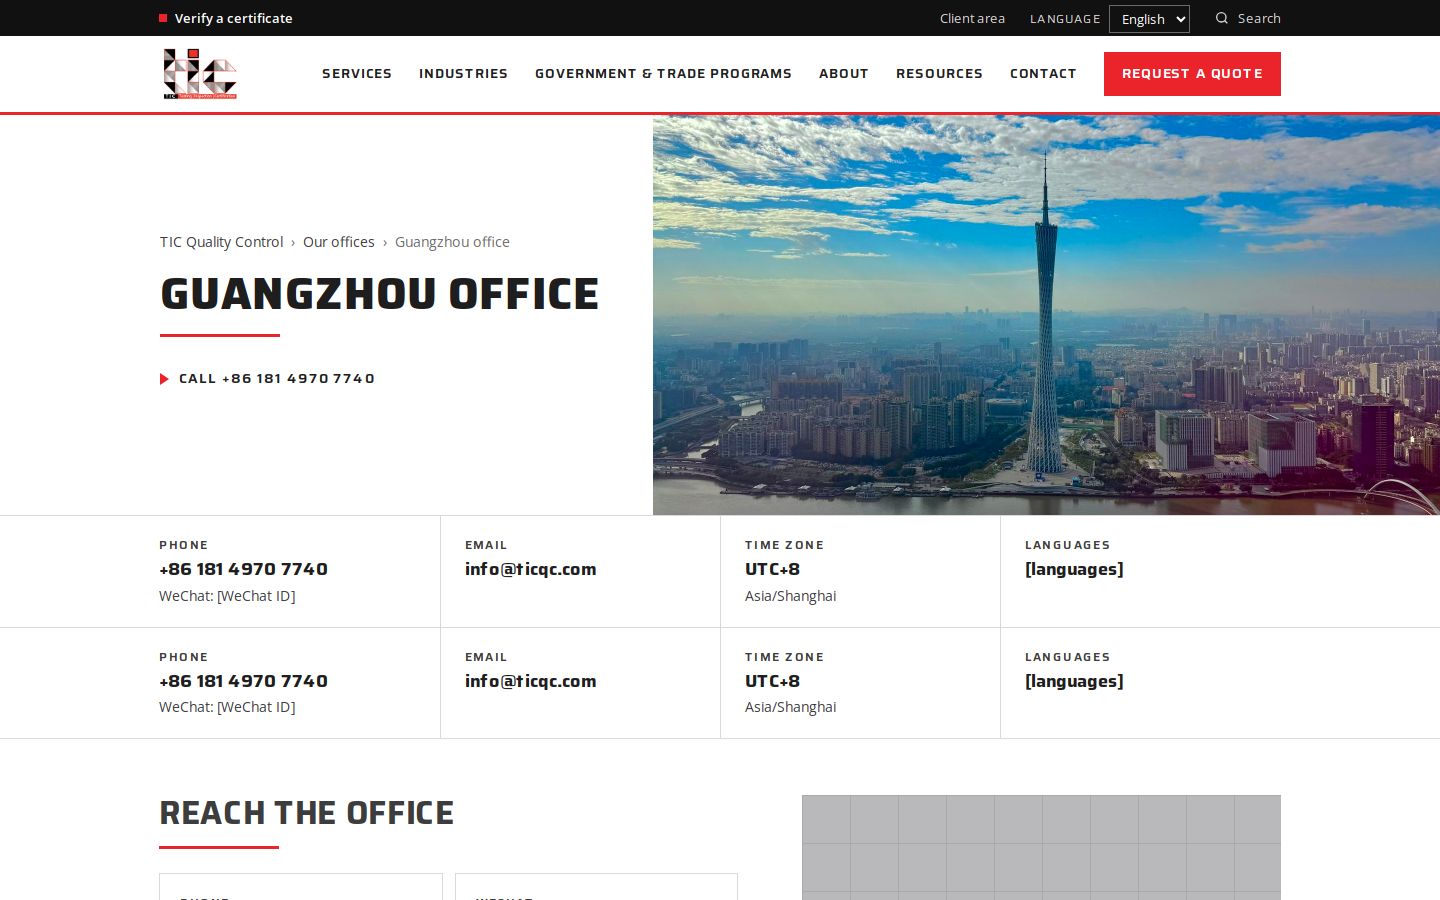 Verify a certificate
Client area
LANGUAGE
English
Search
tic
SERVICES
INDUSTRIES
GOVERNMENT & TRADE PROGRAMS
ABOUT
RESOURCES
CONTACT
REQUEST A QUOTE
TIC Quality Control › Our offices › Guangzhou office
GUANGZHOU OFFICE
CALL +86 181 4970 7740
PHONE
+86 181 4970 7740
WeChat: [WeChat ID]
EMAIL
info@ticqc.com
TIME ZONE
UTC+8
Asia/Shanghai
LANGUAGES
[languages]
PHONE
+86 181 4970 7740
WeChat: [WeChat ID]
EMAIL
info@ticqc.com
TIME ZONE
UTC+8
Asia/Shanghai
LANGUAGES
[languages]
REACH THE OFFICE